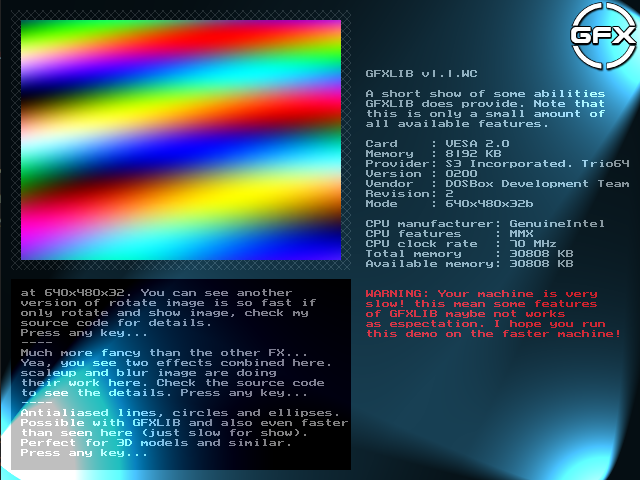 GFX
GFXLIB v1.1.WC
A short show of some abilities
GFXLIB does provide. Note that
this is only a small amount of
all available features.
Card     : VESA 2.0
Memory   : 8192 KB
Provider: S3 Incorporated. Trio64
Version  : 0200
Vendor   : DOSBox Development Team
Revision: 2
Mode     : 640x480x32b
CPU manufacturer: GenuineIntel
CPU features    : MMX
CPU clock rate  : 70 MHz
Total memory    : 30808 KB
Available memory: 30808 KB
WARNING: Your machine is very
slow! this mean some features
of GFXLIB maybe not works
as espectation. I hope you run
this demo on the faster machine!
at 640x480x32. You can see another
version of rotate image is so fast if
only rotate and show image, check my
source code for details.
Press any key...
----
Much more fancy than the other FX...
Yea, you see two effects combined here.
scaleup and blur image are doing
their work here. Check the source code
to see the details. Press any key...
----
Antialiased lines, circles and ellipses.
Possible with GFXLIB and also even faster
than seen here (just slow for show).
Perfect for 3D models and similar.
Press any key...